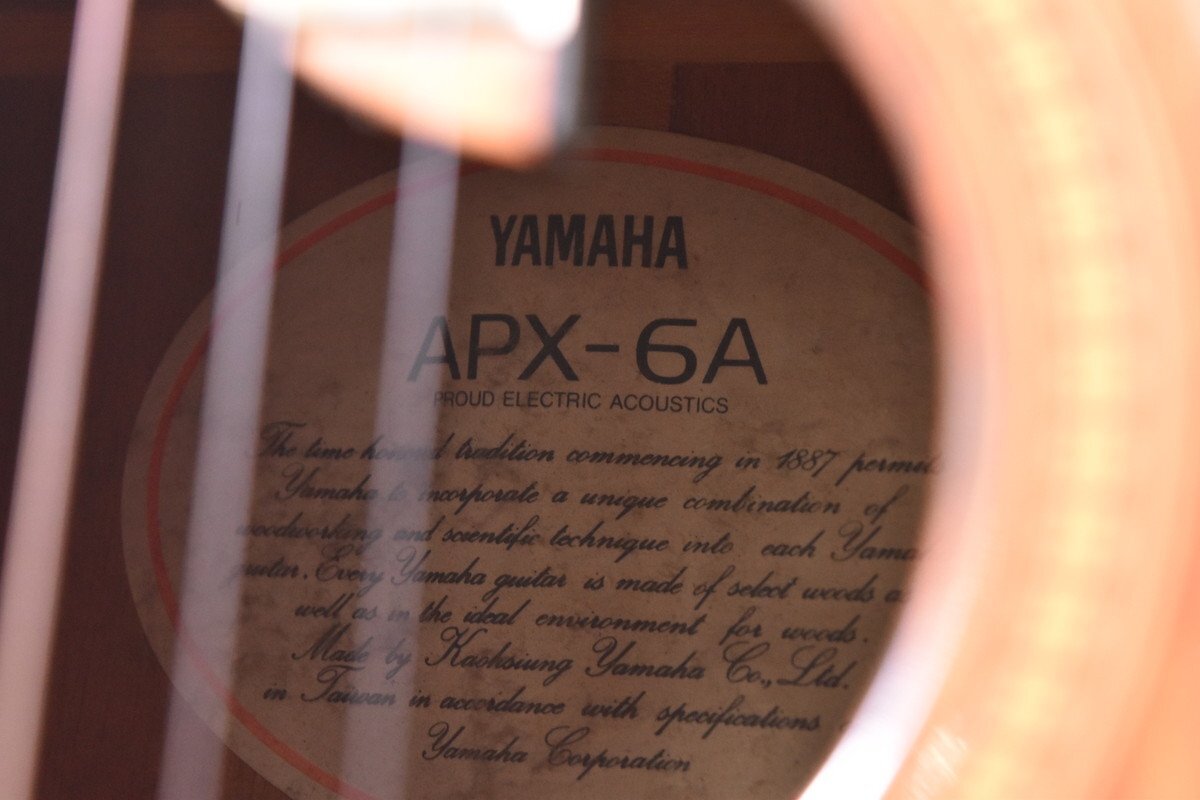 YAMAHA
APX-6A
PROUD ELECTRIC ACOUSTICS
The time honored tradition commencing in 1887
Yamaha to incorporate a unique combination of
woodworking and scientific technique into each
guitar. Every Yamaha guitar is made of select woods
well as in the ideal environment for woods.
Made by Kaohsiung Yamaha Co., Ltd.
in Taiwan in accordance with specifications
Yamaha Corporation